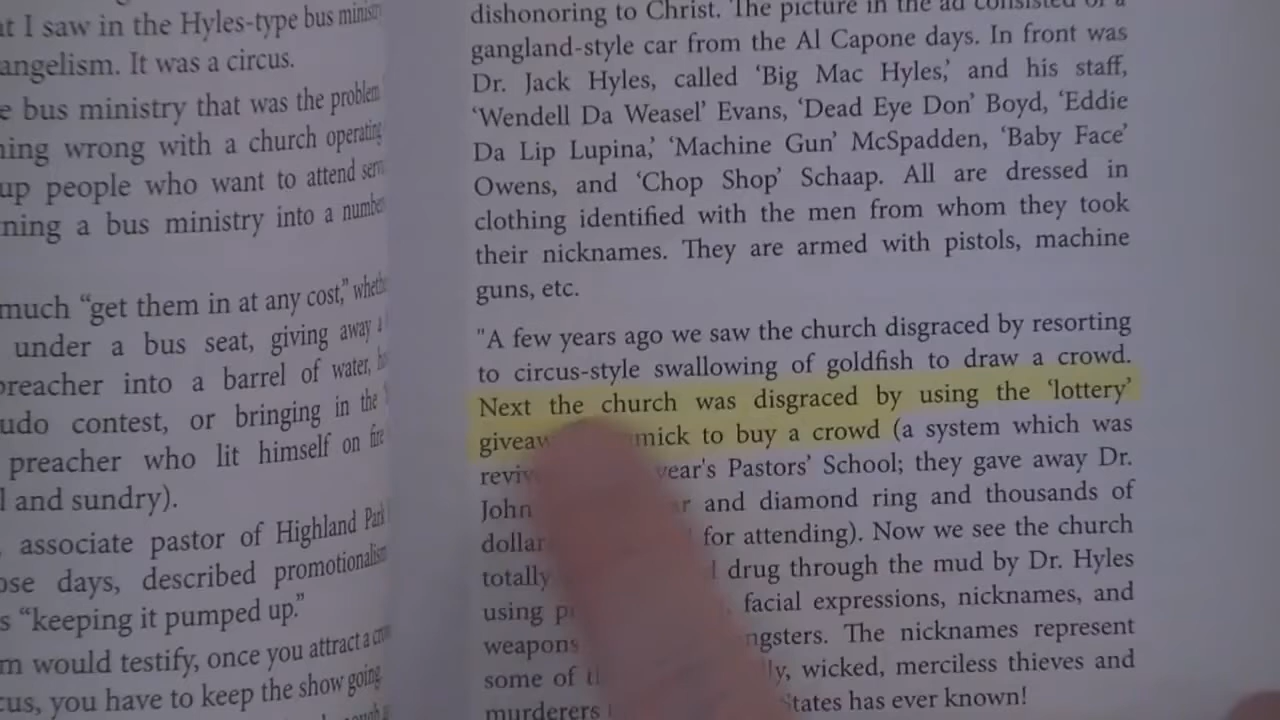 at I saw in the Hyles-type bus ministry
angelism. It was a circus.
e bus ministry that was the problem
ning wrong with a church operating
up people who want to attend
ning a bus ministry into a
much “get them in at any cost,”
under a bus seat, giving away
preacher into a barrel of water,
udo contest, or bringing in the
preacher who lit himself on fire
l and sundry).
associate pastor of Highland Park
ose days, described promotionalism
s “keeping it pumped up.”
m would testify, once you attract a
cus, you have to keep the show going.
dishonoring to Christ. The picture in the ad consisted of a
gangland-style car from the Al Capone days. In front was
Dr. Jack Hyles, called ‘Big Mac Hyles,’ and his staff,
‘Wendell Da Weasel’ Evans, ‘Dead Eye Don’ Boyd, ‘Eddie
Da Lip Lupina,’ ‘Machine Gun’ McSpadden, ‘Baby Face’
Owens, and ‘Chop Shop’ Schaap. All are dressed in
clothing identified with the men from whom they took
their nicknames. They are armed with pistols, machine
guns, etc.
"A few years ago we saw the church disgraced by resorting
to circus-style swallowing of goldfish to draw a crowd.
Next the church was disgraced by using the ‘lottery’
giveaw mick to buy a crowd (a system which was
reviv year's Pastors’ School; they gave away Dr.
John and diamond ring and thousands of
dollar for attending). Now we see the church
totally drug through the mud by Dr. Hyles
using facial expressions, nicknames, and
weapons ngsters. The nicknames represent
some of wicked, merciless thieves and
murderers States has ever known!